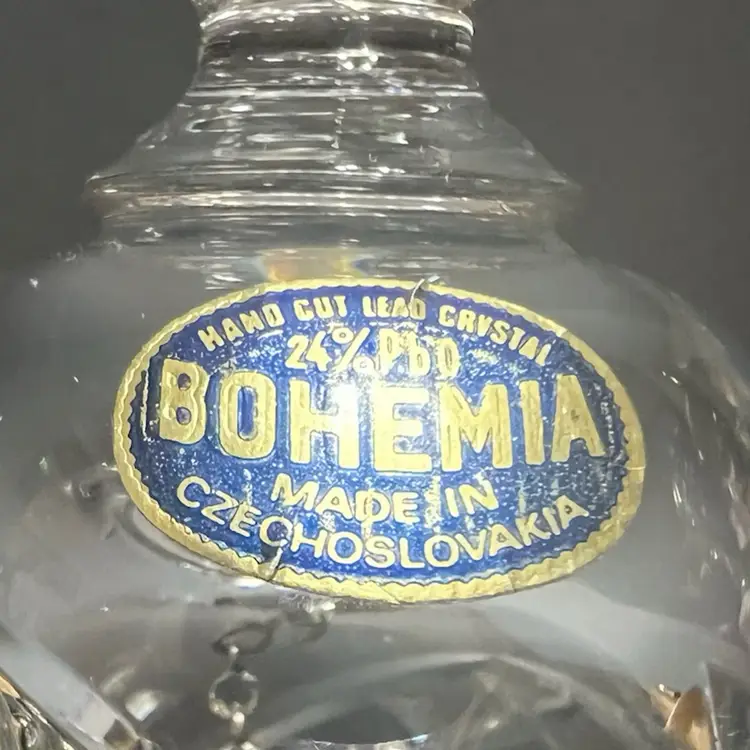 HAND CUT LEAD CRYSTAL
24% PbO
BOHEMIA
MADE IN
CZECHOSLOVAKIA